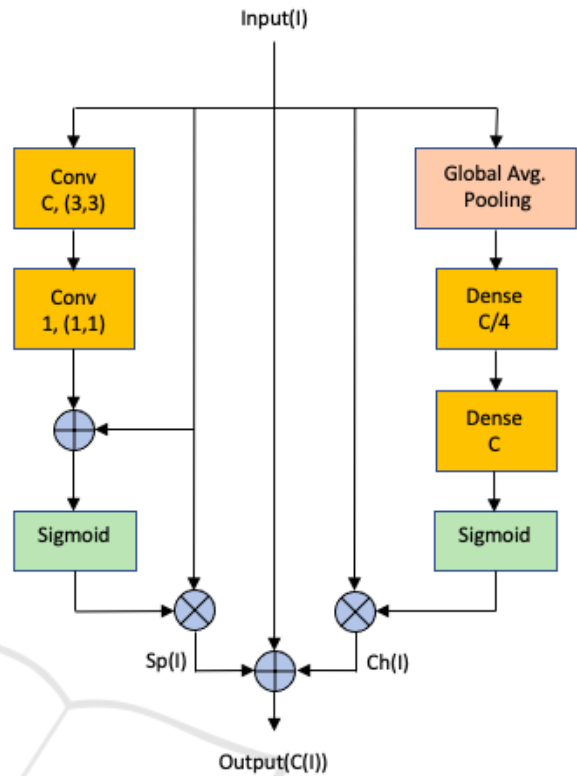 Input(I)
Conv
C, (3,3)
Conv
1, (1,1)
Sigmoid
Global Avg.
Pooling
Dense
C/4
Dense
C
Sigmoid
Sp(I)
Ch(I)
Output(C(I))